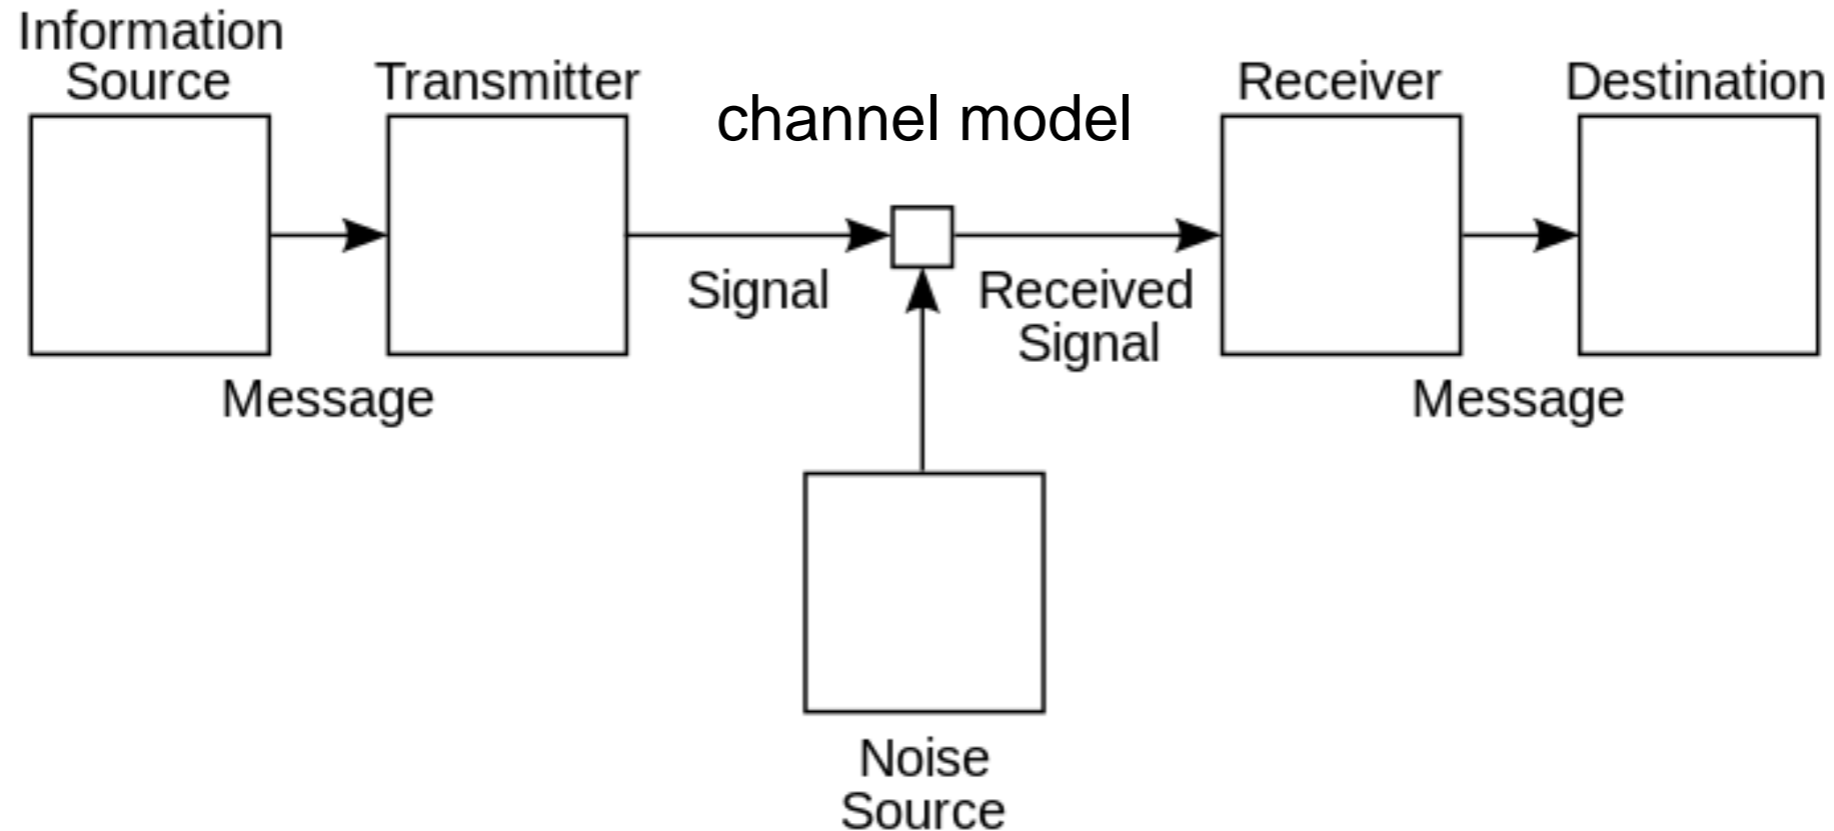 Information
Source
Transmitter
channel model
Receiver
Destination
Signal
Received
Signal
Message
Message
Noise
Source